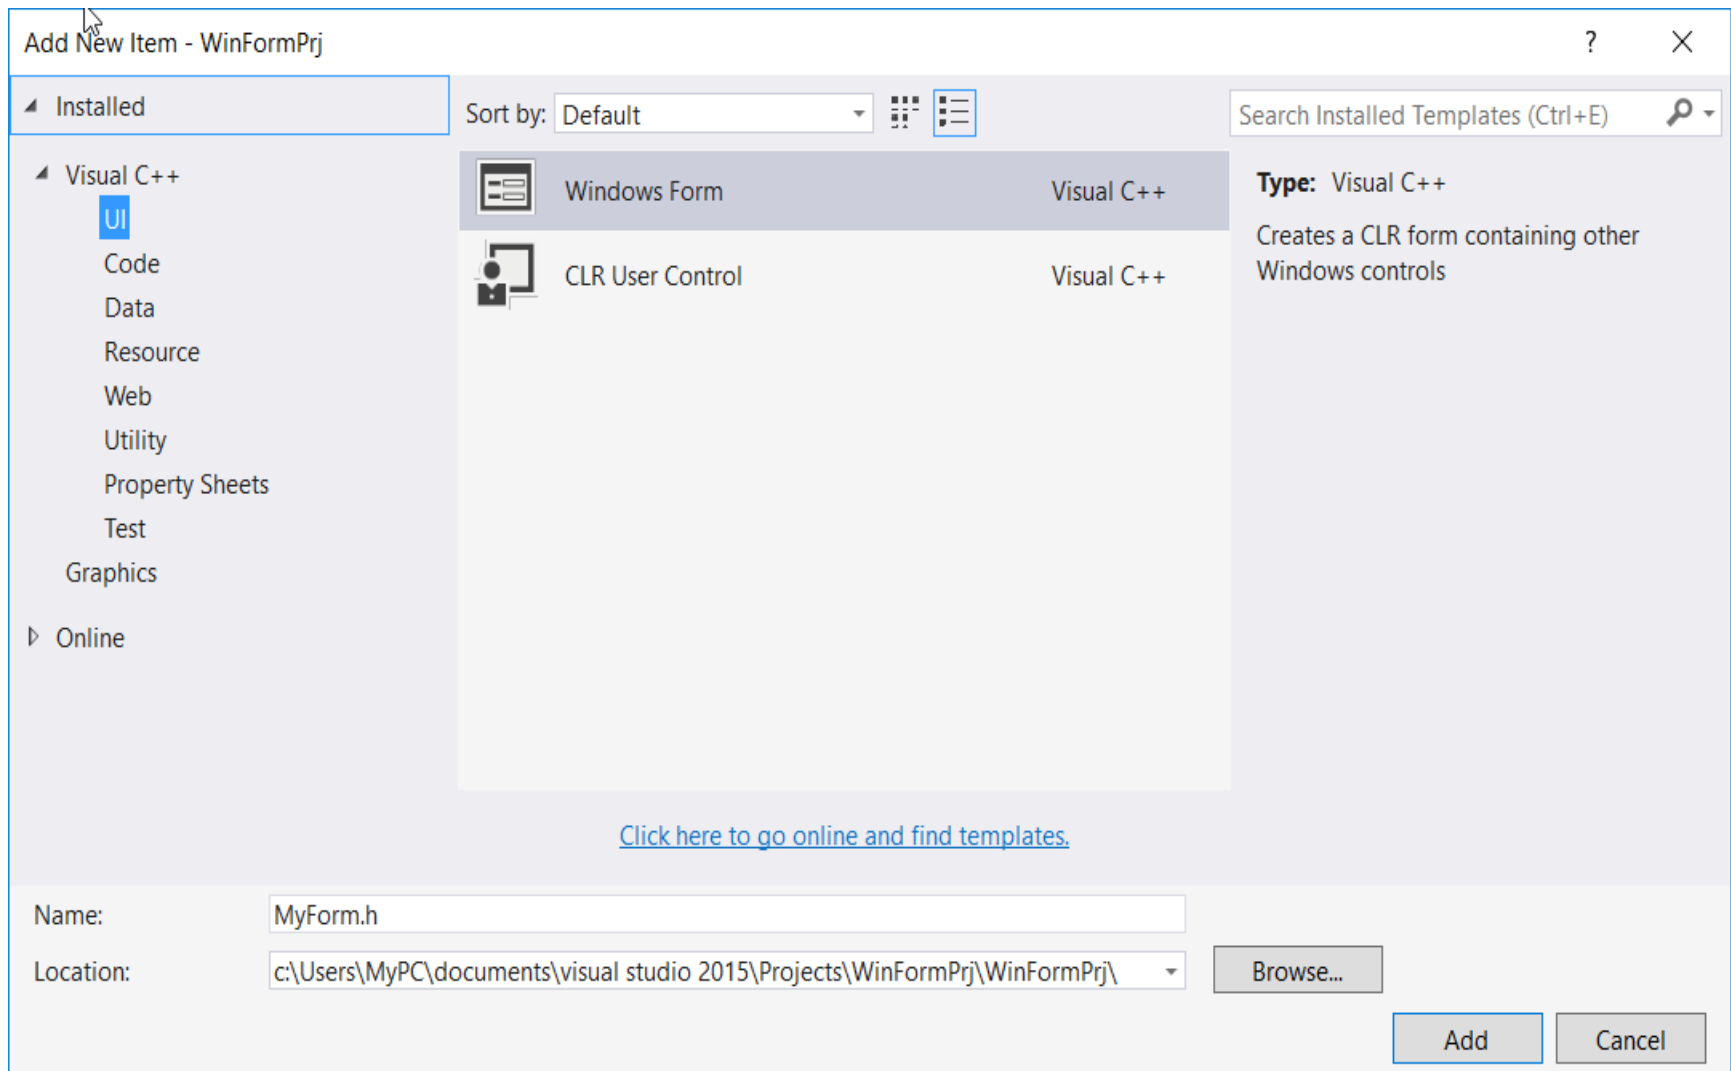 Add New Item - WinFormPrj
?
Installed
Sort by: Default
Search Installed Templates (Ctrl+E)
Visual C++
UI
Code
Data
Resource
Web
Utility
Property Sheets
Test
Graphics
Online
Windows Form Visual C++
CLR User Control Visual C++
Type: Visual C++
Creates a CLR form containing other
Windows controls
Click here to go online and find templates.
Name: MyForm.h
Location: c:\Users\MyPC\documents\visual studio 2015\Projects\WinFormPrj\WinFormPrj\
Browse...
Add Cancel